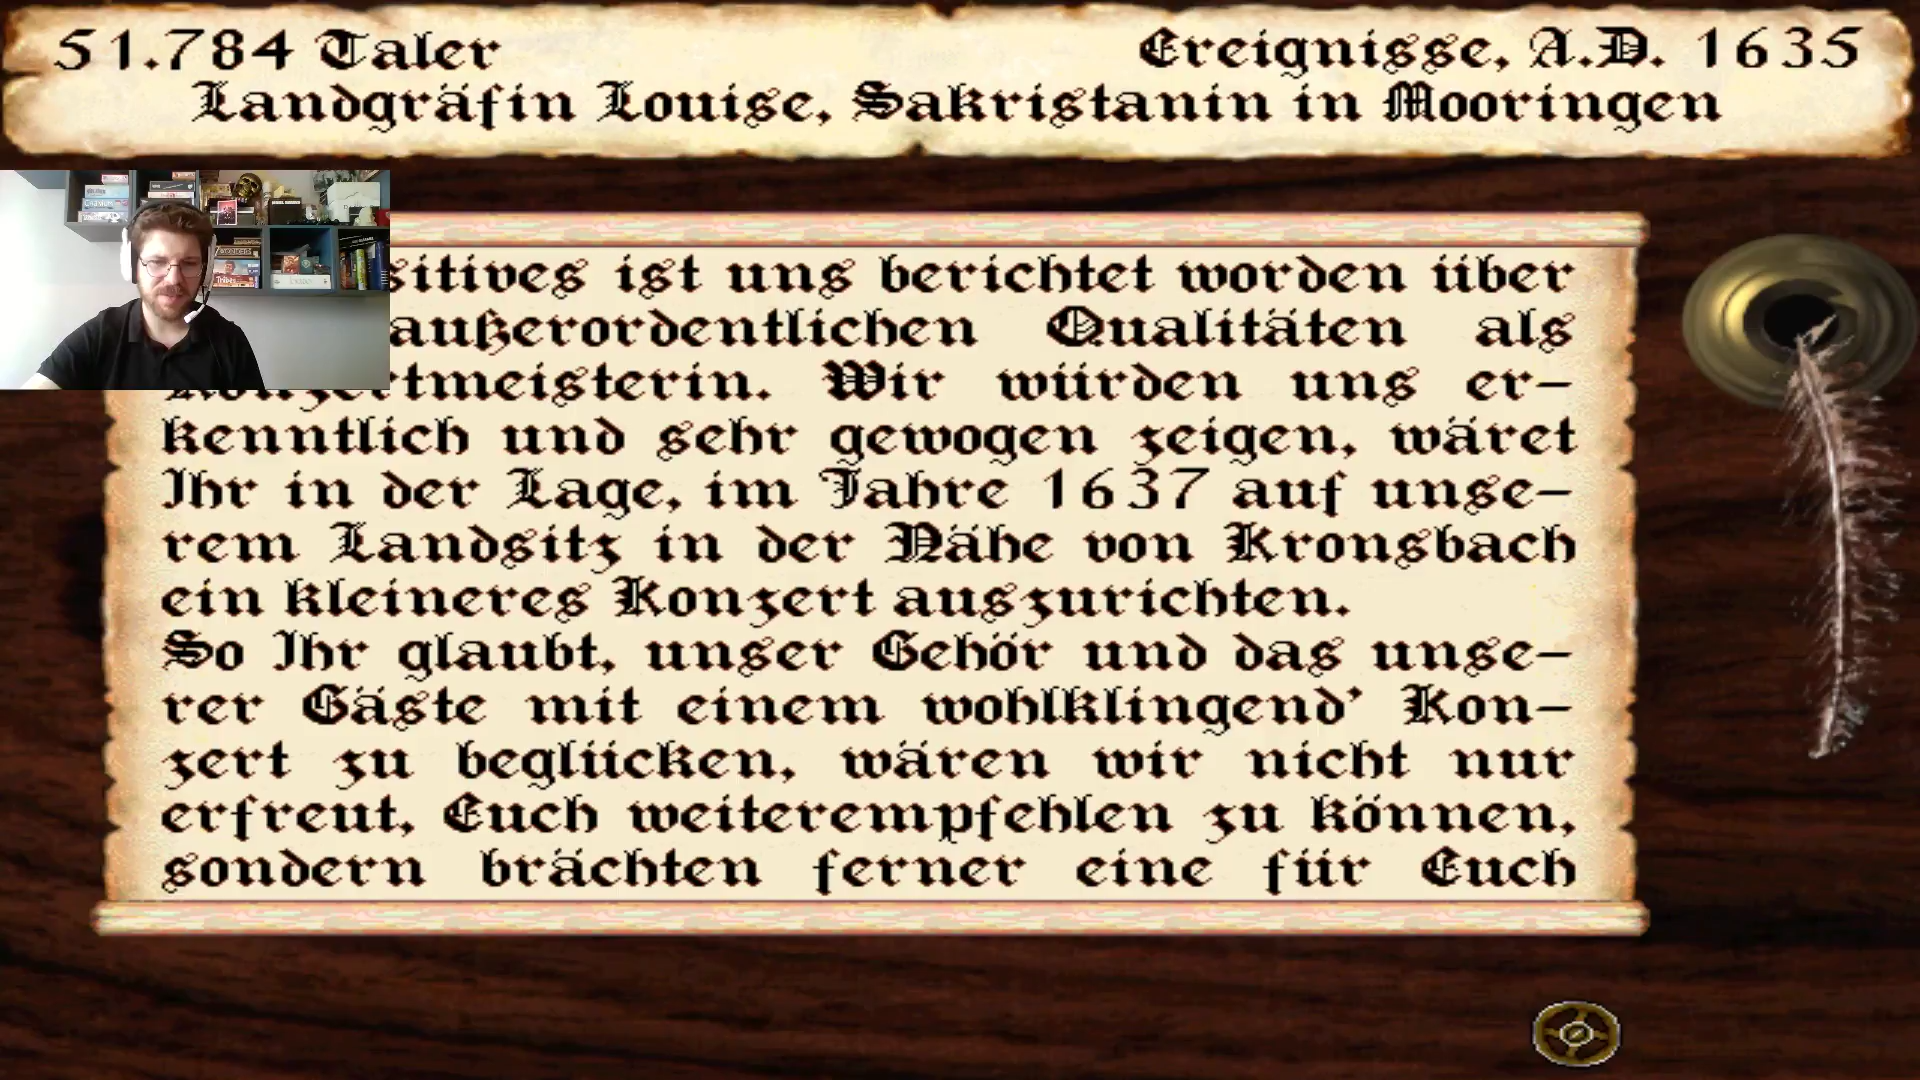 51.784 Taler
Ereignisse, A.D. 1635
Landgräfin Louise, Sakristanin in Mooringen
ist uns berichtet worden über
außerordentlichen Qualitäten als
Wir würden uns er-
kenntlich und sehr gewogen zeigen, wäret
Ihr in der Lage, im Jahre 1637 auf unse-
rem Landsitz in der Nähe von Kronsbach
ein kleineres Konzert auszurichten.
So Ihr glaubt, unser Gehör und das unse-
rer Gäste mit einem wohlklingend' Kon-
zert zu beglücken, wären wir nicht nur
erfreut, Euch weiterempfehlen zu können,
sondern brächten ferner eine für Euch